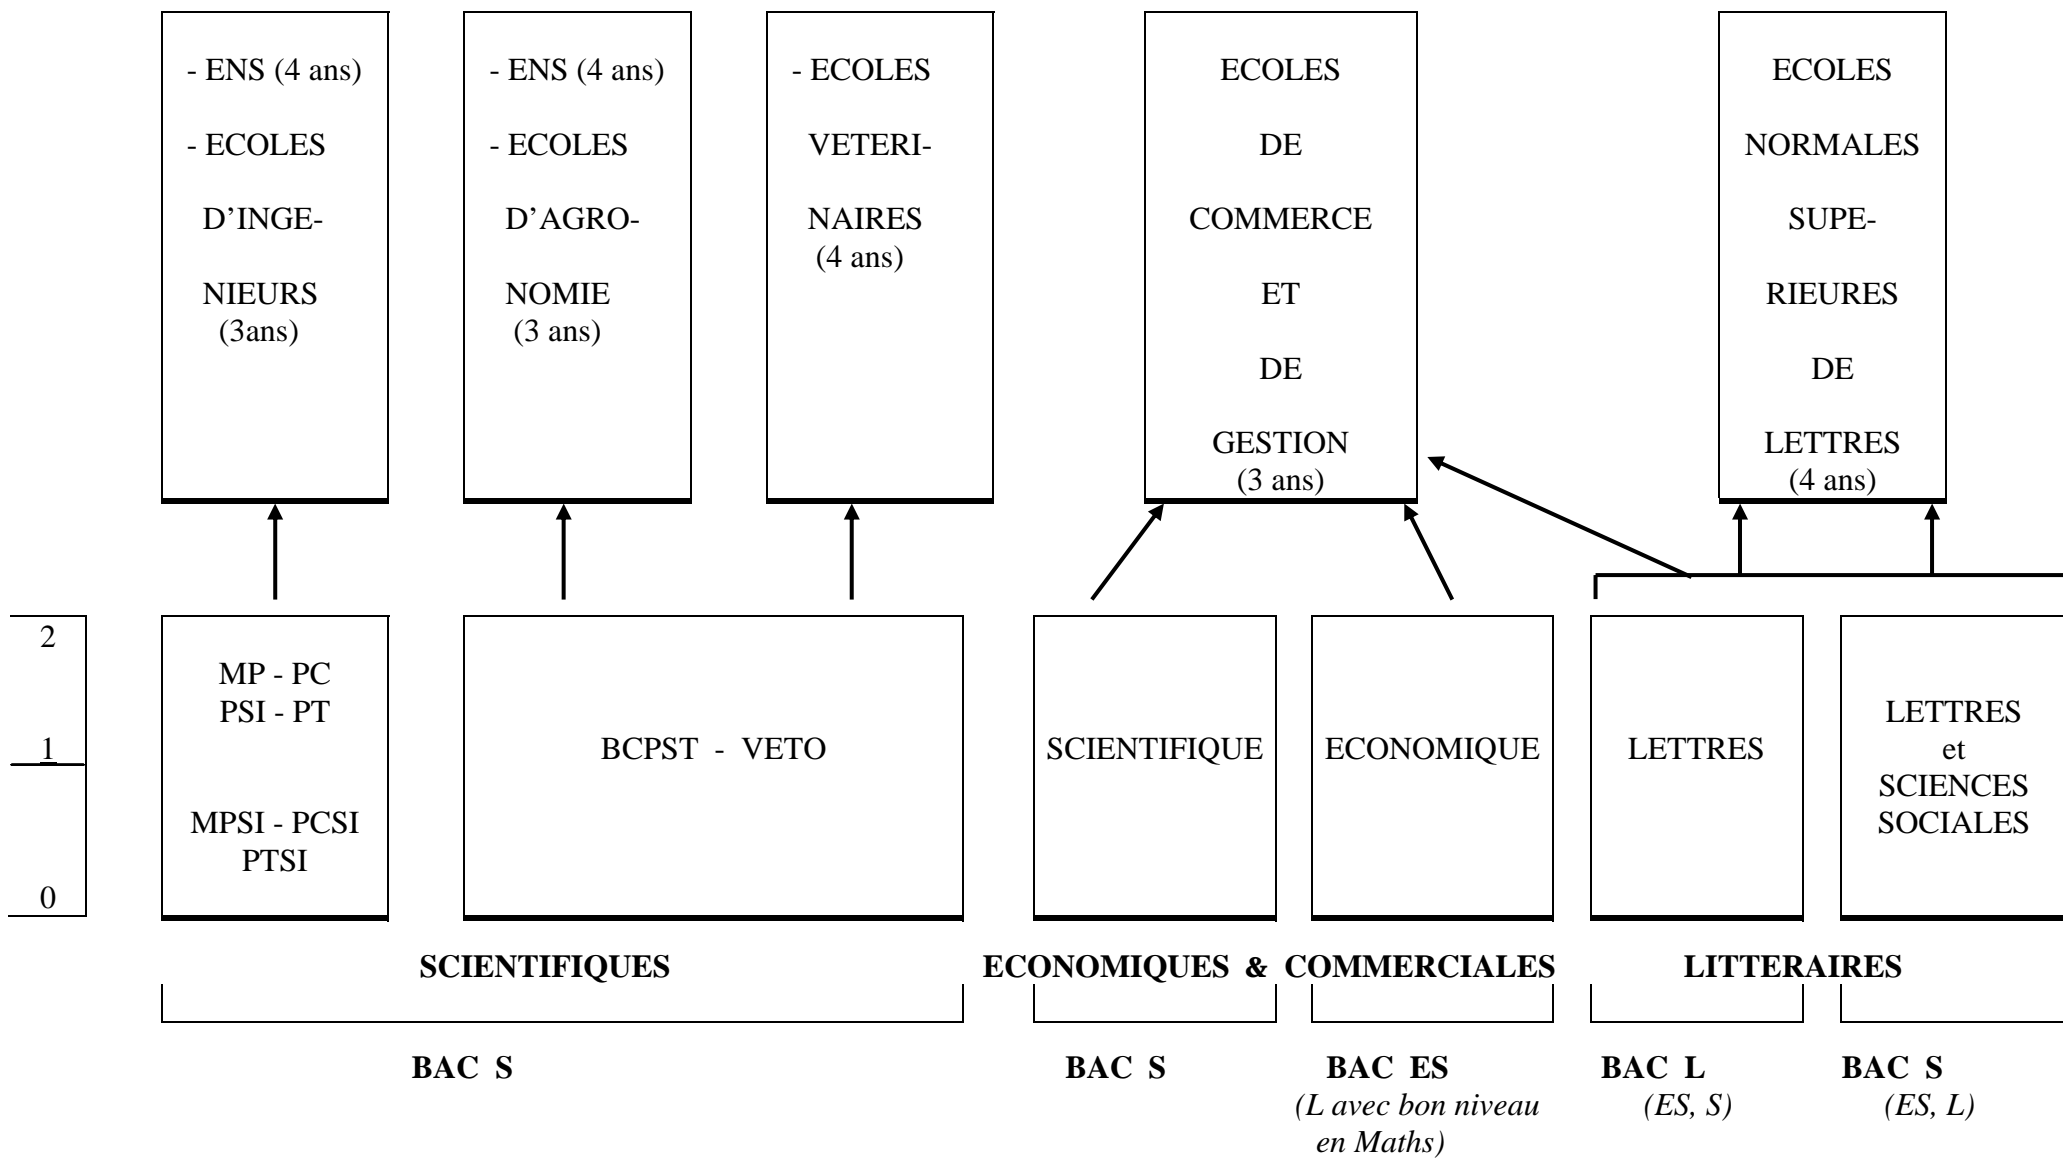 - ENS (4 ans)
- ECOLES
D’INGE-
NIEURS
(3ans)
- ENS (4 ans)
- ECOLES
D’AGRO-
NOMIE
(3 ans)
- ECOLES
VETERI-
NAIRES
(4 ans)
ECOLES
DE
COMMERCE
ET
DE
GESTION
(3 ans)
ECOLES
NORMALES
SUPE-
RIEURES
DE
LETTRES
(4 ans)
2
1
0
MP - PC
PSI - PT
MPSI - PCSI
PTSI
BCPST - VETO
SCIENTIFIQUE
ECONOMIQUE
LETTRES
LETTRES
et
SCIENCES
SOCIALES
SCIENTIFIQUES
ECONOMIQUES & COMMERCIALES
LITTERAIRES
BAC S
BAC S
BAC ES
(L avec bon niveau
en Maths)
BAC L
(ES, S)
BAC S
(ES, L)